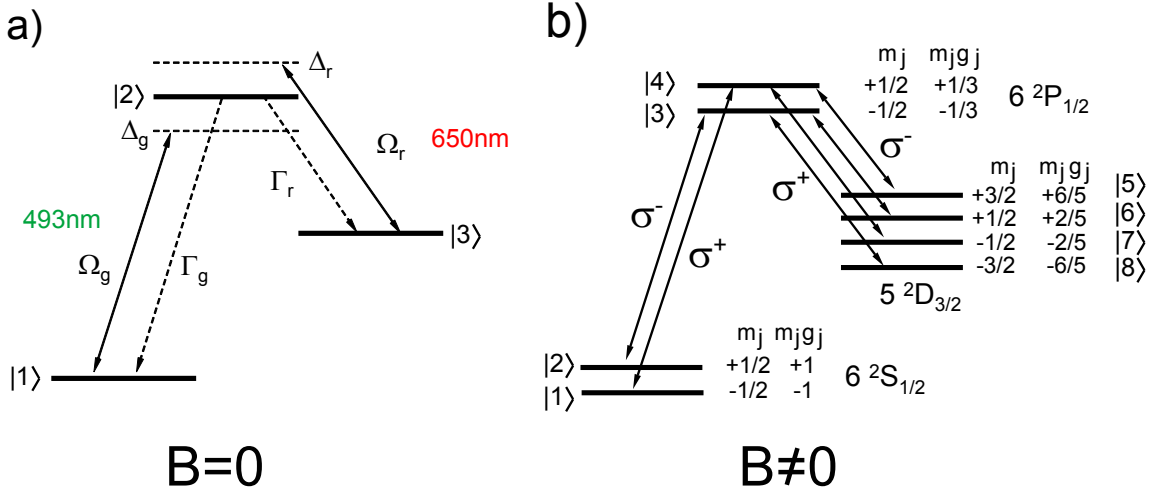 a)
Δr
|2⟩
Δg
Ωr
650nm
Γr
493nm
|3⟩
Ωg
Γg
|1⟩
B=0
b)
mj mjgj
|4⟩ +1/2 +1/3
|3⟩ -1/2 -1/3
6 ²P1/2
σ-
mj mjgj
σ+
+3/2 +6/5 |5⟩
+1/2 +2/5 |6⟩
-1/2 -2/5 |7⟩
-3/2 -6/5 |8⟩
5 ²D3/2
σ-
σ+
mj mjgj
|2⟩ +1/2 +1
|1⟩ -1/2 -1
6 ²S1/2
B≠0